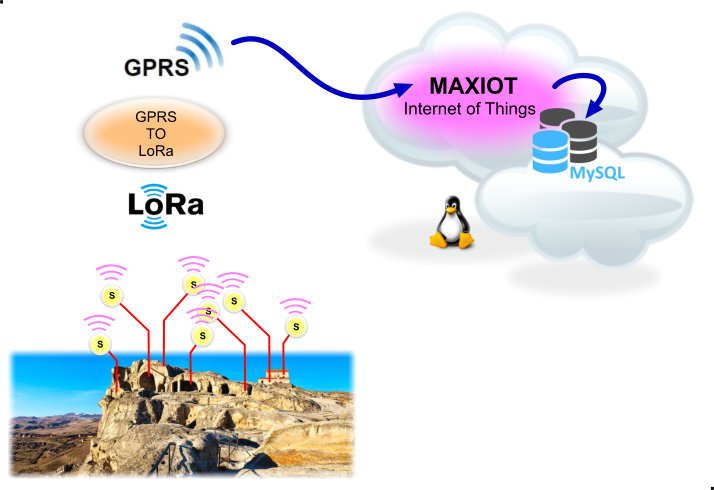 GPRS
GPRS
TO
LoRa
LoRa
MAXIOT
Internet of Things
MySQL
S
S
S
S
S
S
S